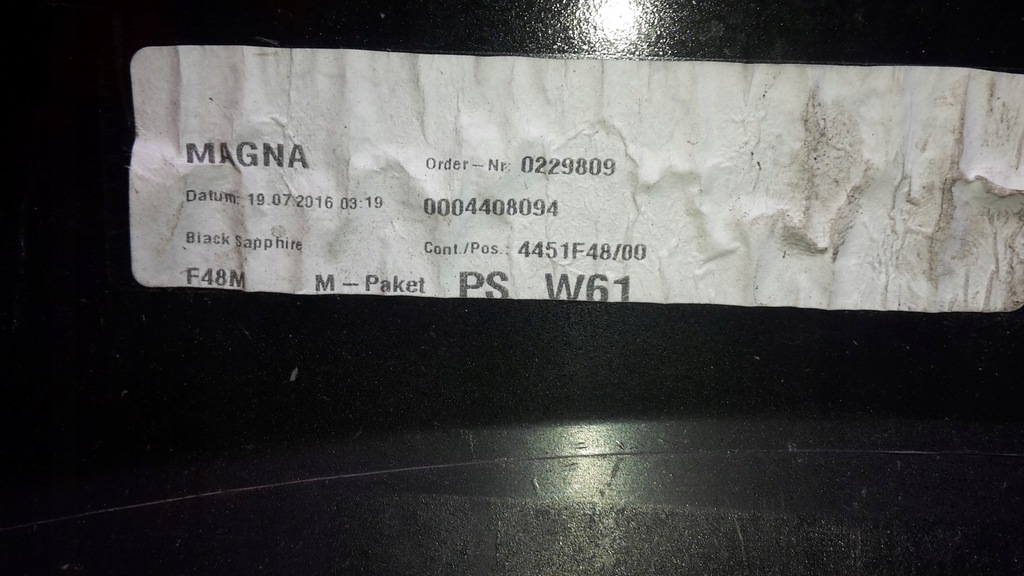 MAGNA Order-Nr: 0229809
Datum: 19.07.2016 03:19 0004408094
Black Sapphire Cont./Pos.: 4451F48/00
F48M M-Paket PS W61